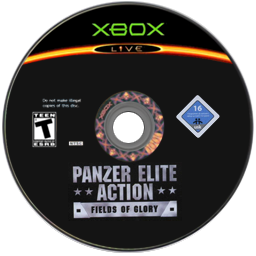 XBOX
LIVE
Do not make illegal
copies of this disc.
TEEN
T
ESRB
NTSC
16
PANZER ELITE
ACTION
FIELDS OF GLORY